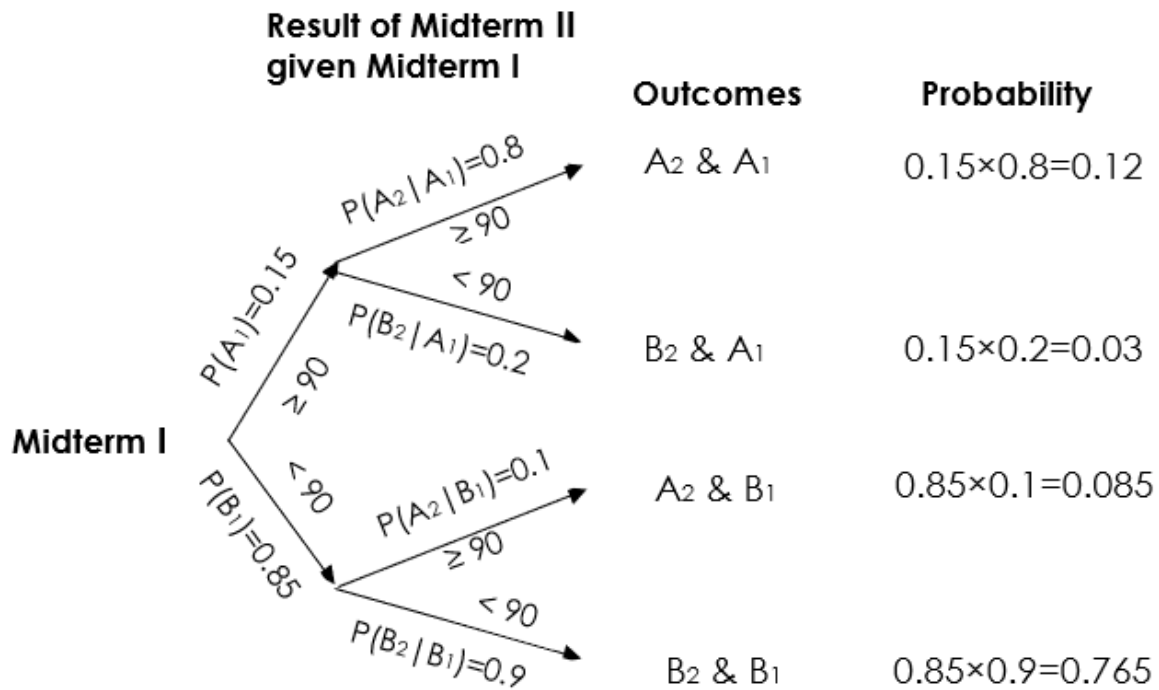 Result of Midterm II
given Midterm I
Outcomes
Probability
P(A₂|A₁)=0.8
≥90
A₂ & A₁
0.15×0.8=0.12
P(A₁)=0.15
< 90
P(B₂|A₁)=0.2
B₂ & A₁
0.15×0.2=0.03
≥90
Midterm I
< 90
P(B₁)=0.85
P(A₂|B₁)=0.1
≥90
A₂ & B₁
0.85×0.1=0.085
< 90
P(B₂|B₁)=0.9
B₂ & B₁
0.85×0.9=0.765